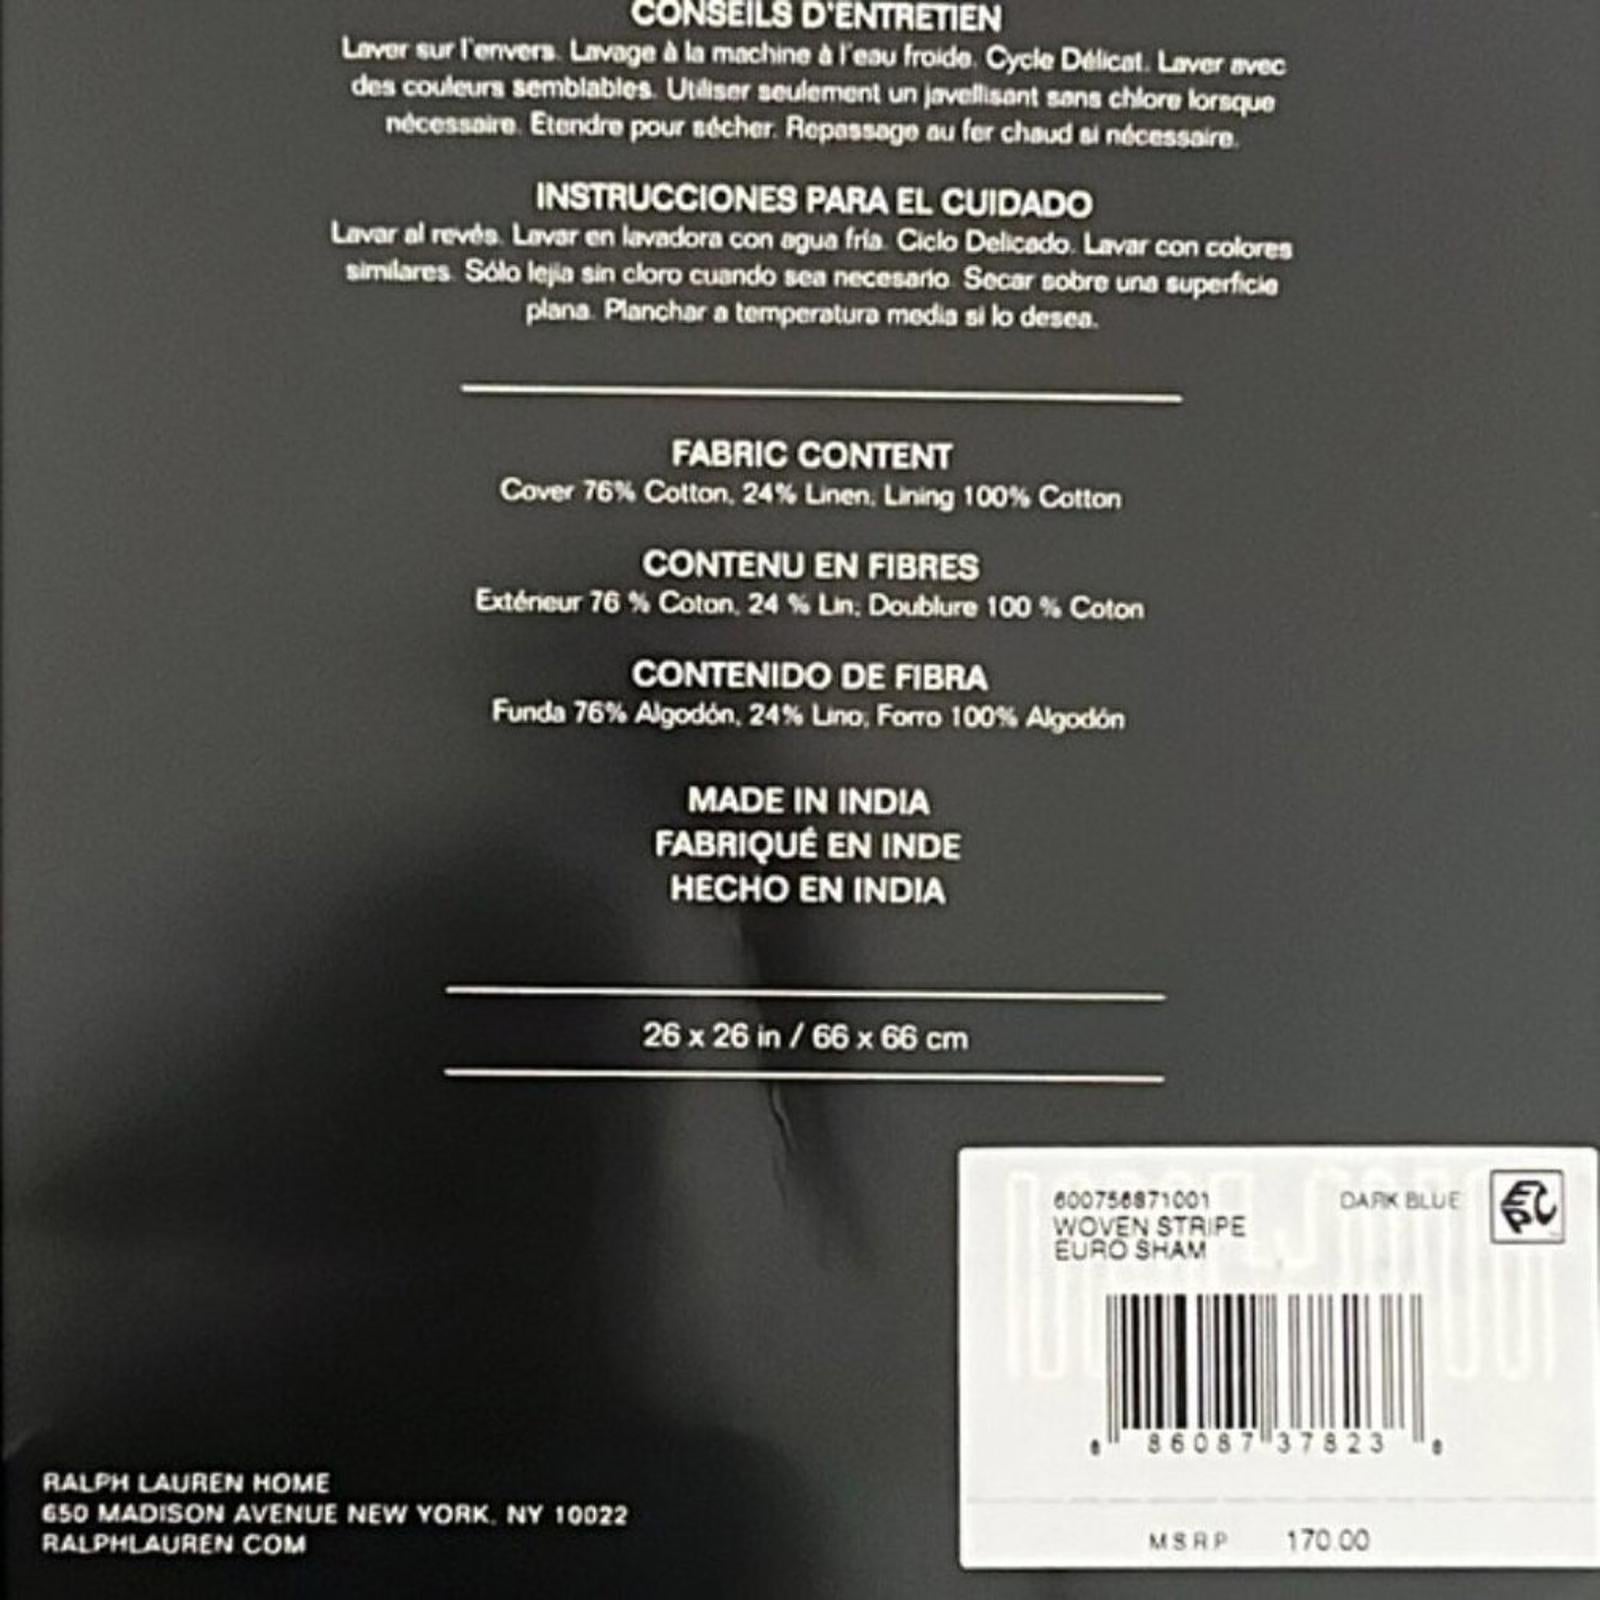 CONSEILS D'ENTRETIEN
Laver sur l'envers. Lavage à la machine à l'eau froide. Cycle Délicat. Laver avec
des couleurs semblables. Utiliser seulement un javellisant sans chlore lorsque
nécessaire. Etendre pour sécher. Repassage au fer chaud si nécessaire.
INSTRUCCIONES PARA EL CUIDADO
Lavar al revés. Lavar en lavadora con agua fría. Ciclo Delicado. Lavar con colores
similares. Sólo lejía sin cloro cuando sea necesario. Secar sobre una superficie
plana. Planchar a temperatura media si lo desea.
FABRIC CONTENT
Cover 76% Cotton, 24% Linen; Lining 100% Cotton
CONTENU EN FIBRES
Extérieur 76 % Coton, 24 % Lin; Doublure 100 % Coton
CONTENIDO DE FIBRA
Funda 76% Algodón, 24% Lino; Forro 100% Algodón
MADE IN INDIA
FABRIQUÉ EN INDE
HECHO EN INDIA
26 x 26 in / 66 x 66 cm
600756871001 DARK BLUE
WOVEN STRIPE
EURO SHAM
86087 37823
MSRP 170.00
RALPH LAUREN HOME
650 MADISON AVENUE NEW YORK, NY 10022
RALPHLAUREN.COM